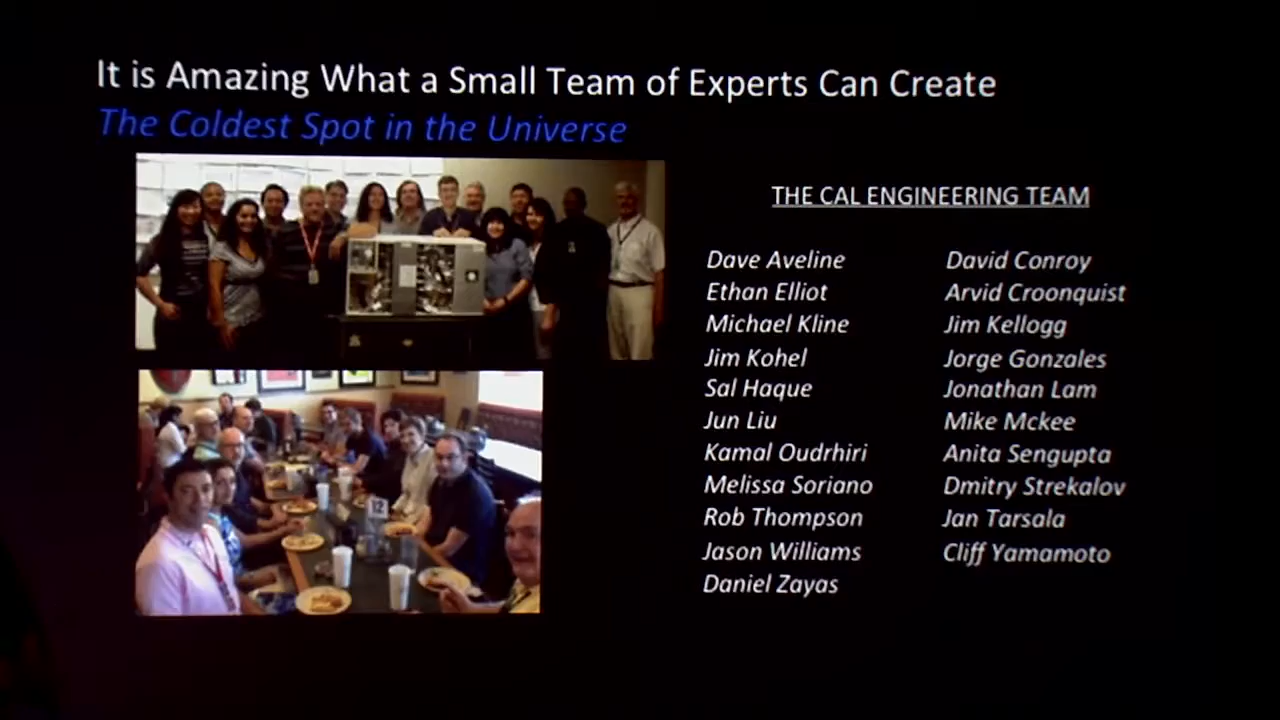 It is Amazing What a Small Team of Experts Can Create
The Coldest Spot in the Universe
THE CAL ENGINEERING TEAM
Dave Aveline
Ethan Elliot
Michael Kline
Jim Kohel
Sal Haque
Jun Liu
Kamal Oudrhiri
Melissa Soriano
Rob Thompson
Jason Williams
Daniel Zayas
David Conroy
Arvid Croonquist
Jim Kellogg
Jorge Gonzales
Jonathan Lam
Mike Mckee
Anita Sengupta
Dmitry Strekalov
Jan Tarsala
Cliff Yamamoto
12